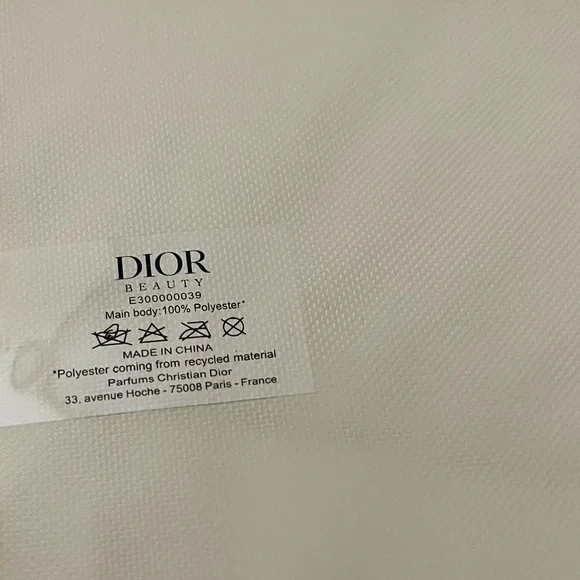 DIOR
BEAUTY
E300000039
Main body:100% Polyester*
MADE IN CHINA
*Polyester coming from recycled material
Parfums Christian Dior
33, avenue Hoche - 75008 Paris - France